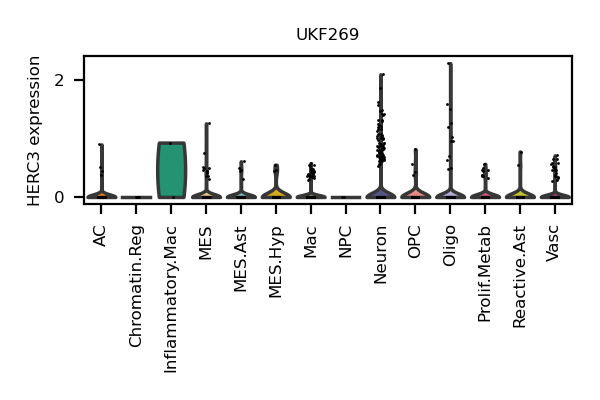 UKF269
HERC3 expression
2
0
AC
Chromatin.Reg
Inflammatory.Mac
MES
MES.Ast
MES.Hyp
Mac
NPC
Neuron
OPC
Oligo
Prolif.Metab
Reactive.Ast
Vasc